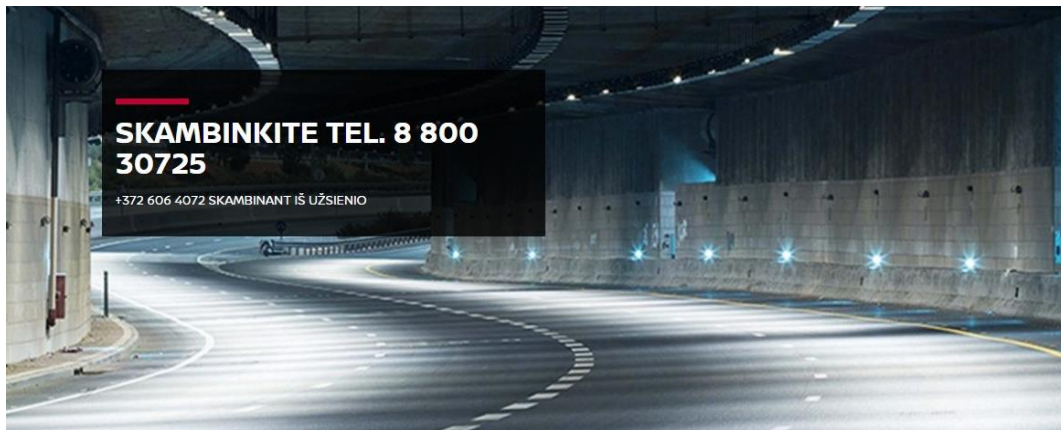 SKAMBINKITE TEL. 8 800
30725
+372 606 4072 SKAMBINANT IŠ UŽSIENIO